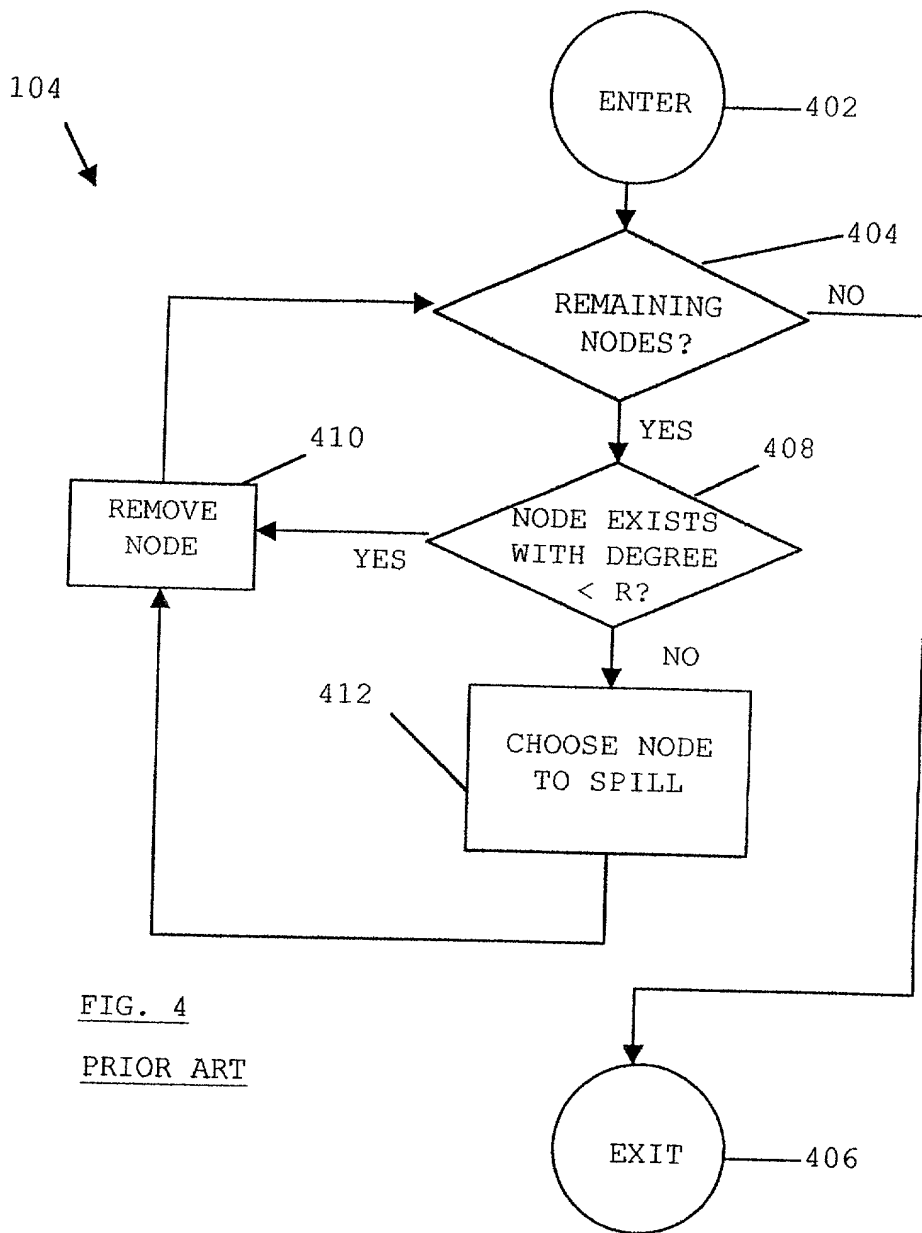 104
ENTER
402
404
REMAINING
NODES?
NO
YES
410
408
REMOVE
NODE
NODE EXISTS
WITH DEGREE
< R?
YES
NO
412
CHOOSE NODE
TO SPILL
FIG. 4
PRIOR ART
EXIT
406